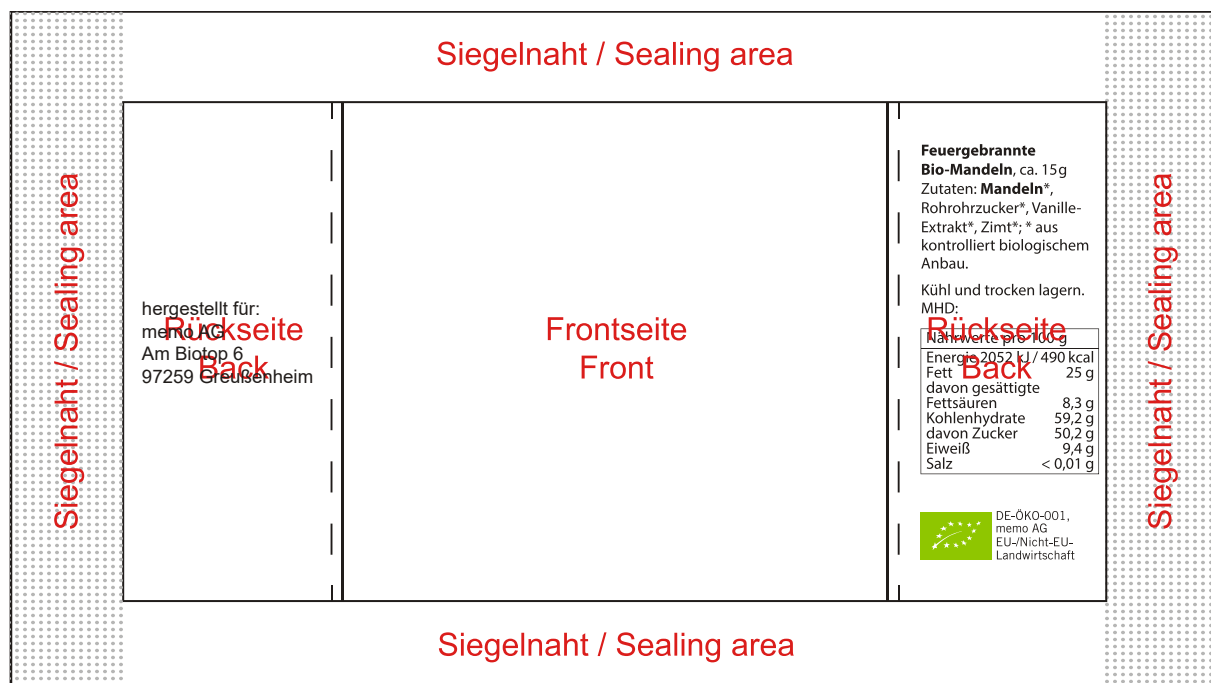 Siegelnaht / Sealing area
Siegelnaht / Sealing area
hergestellt für:
memo AG
Am Biotop 6
97259 Greußenheim
Rückseite
Back
Frontseite
Front
Feuergebrannte
Bio-Mandeln, ca. 15g
Zutaten: Mandeln*,
Rohrohrzucker*, Vanille-
Extrakt*, Zimt*; * aus
kontrolliert biologischem
Anbau.
Kühl und trocken lagern.
MHD:
Rückseite
Back
Nährwerte pro 100 g
Energie 2052 kJ / 490 kcal
Fett 25 g
davon gesättigte
Fettsäuren 8,3 g
Kohlenhydrate 59,2 g
davon Zucker 50,2 g
Eiweiß 9,4 g
Salz < 0,01 g
DE-ÖKO-001,
memo AG
EU-/Nicht-EU-
Landwirtschaft
Siegelnaht / Sealing area
Siegelnaht / Sealing area